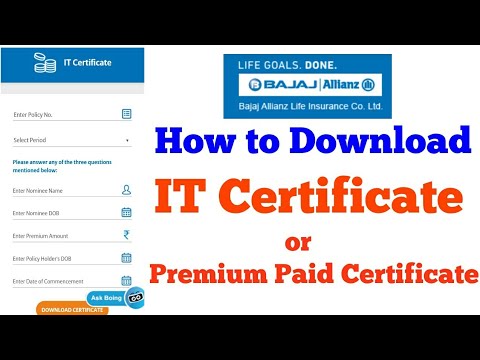 IT Certificate
Enter Policy No.
Select Period
Please answer any of the three questions
mentioned below:
Enter Nominee Name
Enter Nominee DOB
Enter Premium Amount
₹
Enter Policy Holder's DOB
Enter Date of Commencement
Ask Boing
DOWNLOAD CERTIFICATE
LIFE GOALS. DONE.
BAJAJ | Allianz
Bajaj Allianz Life Insurance Co. Ltd.
How to Download
IT Certificate
or
Premium Paid Certificate